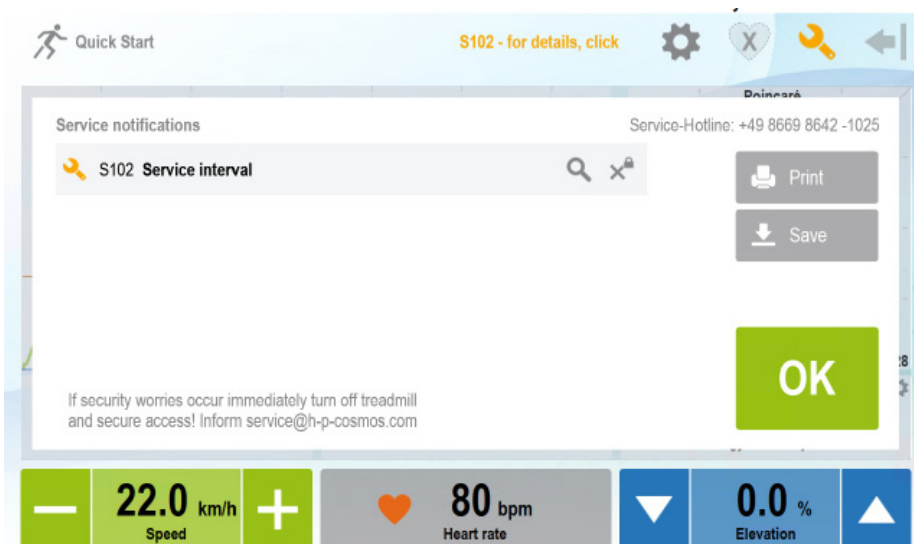 Quick Start
S102 - for details, click
X
Poincaré
Service notifications
Service-Hotline: +49 8669 8642 -1025
S102 Service interval
Print
Save
OK
28
If security worries occur immediately turn off treadmill
and secure access! Inform service@h-p-cosmos.com
22.0 km/h
Speed
80 bpm
Heart rate
0.0 %
Elevation